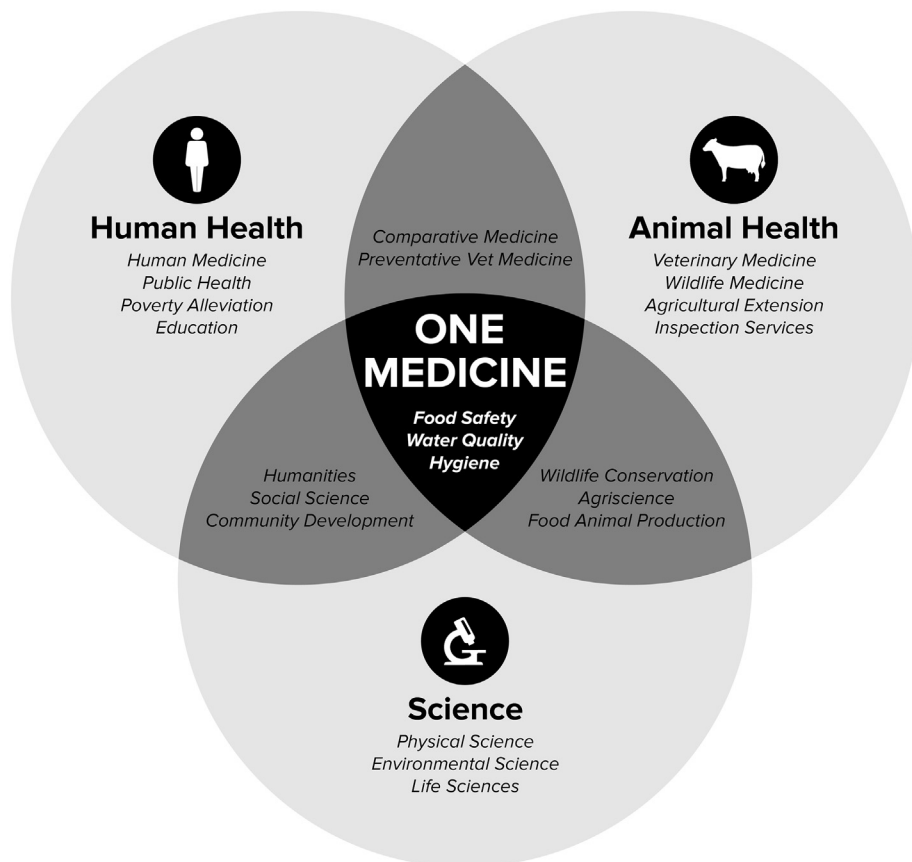 Human Health
Human Medicine
Public Health
Poverty Alleviation
Education
Comparative Medicine
Preventative Vet Medicine
Animal Health
Veterinary Medicine
Wildlife Medicine
Agricultural Extension
Inspection Services
ONE
MEDICINE
Food Safety
Water Quality
Hygiene
Humanities
Social Science
Community Development
Wildlife Conservation
Agriscience
Food Animal Production
Science
Physical Science
Environmental Science
Life Sciences